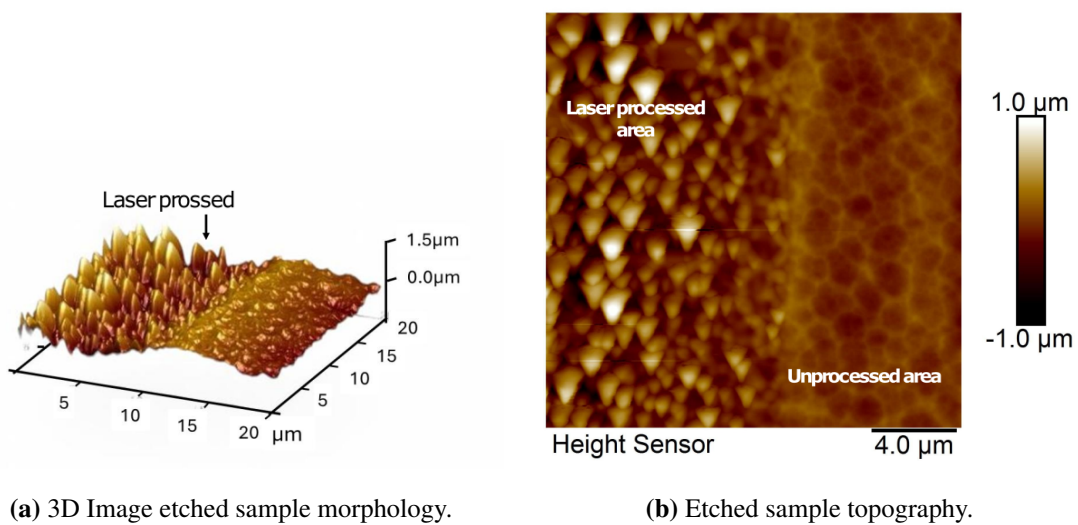 Laser prossed
1.5μm
0.0μm
20
15
10
5
5
10
15
20 μm
(a) 3D Image etched sample morphology.
Laser processed
area
Unprocessed area
1.0 μm
-1.0 μm
Height Sensor
4.0 μm
(b) Etched sample topography.